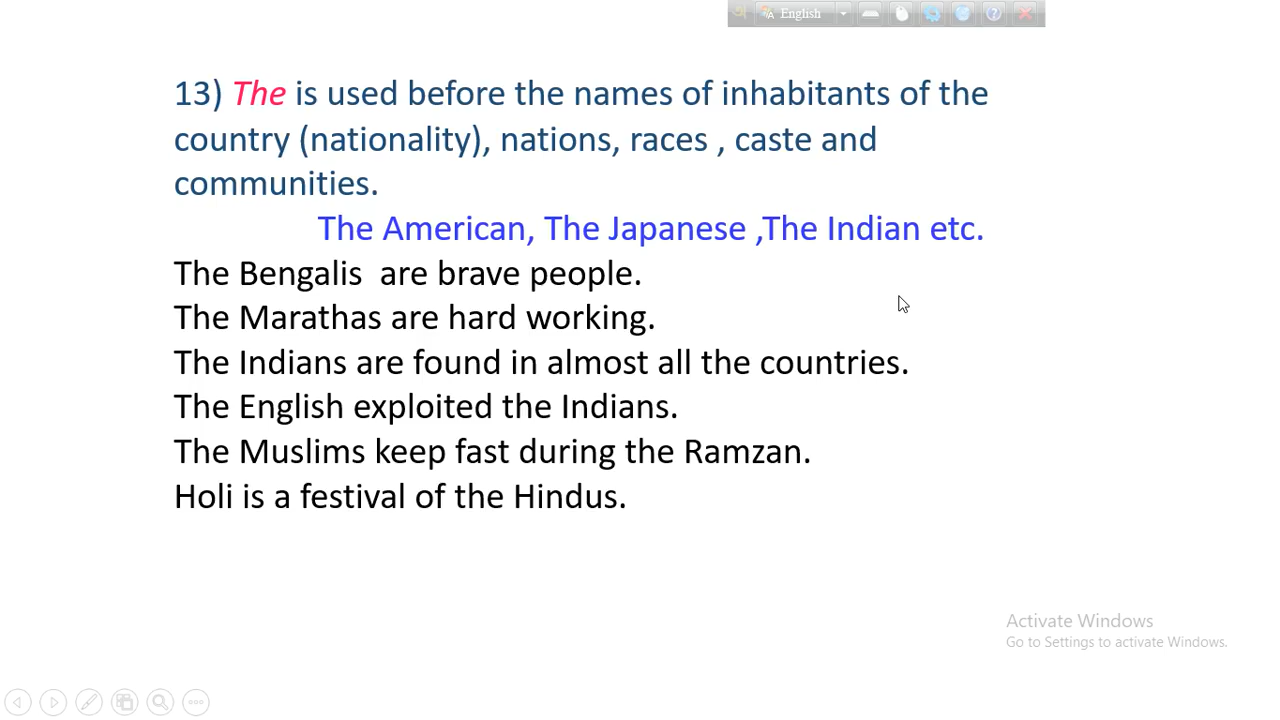 English
13) The is used before the names of inhabitants of the
country (nationality), nations, races , caste and
communities.
The American, The Japanese ,The Indian etc.
The Bengalis  are brave people.
The Marathas are hard working.
The Indians are found in almost all the countries.
The English exploited the Indians.
The Muslims keep fast during the Ramzan.
Holi is a festival of the Hindus.
Activate Windows
Go to Settings to activate Windows.